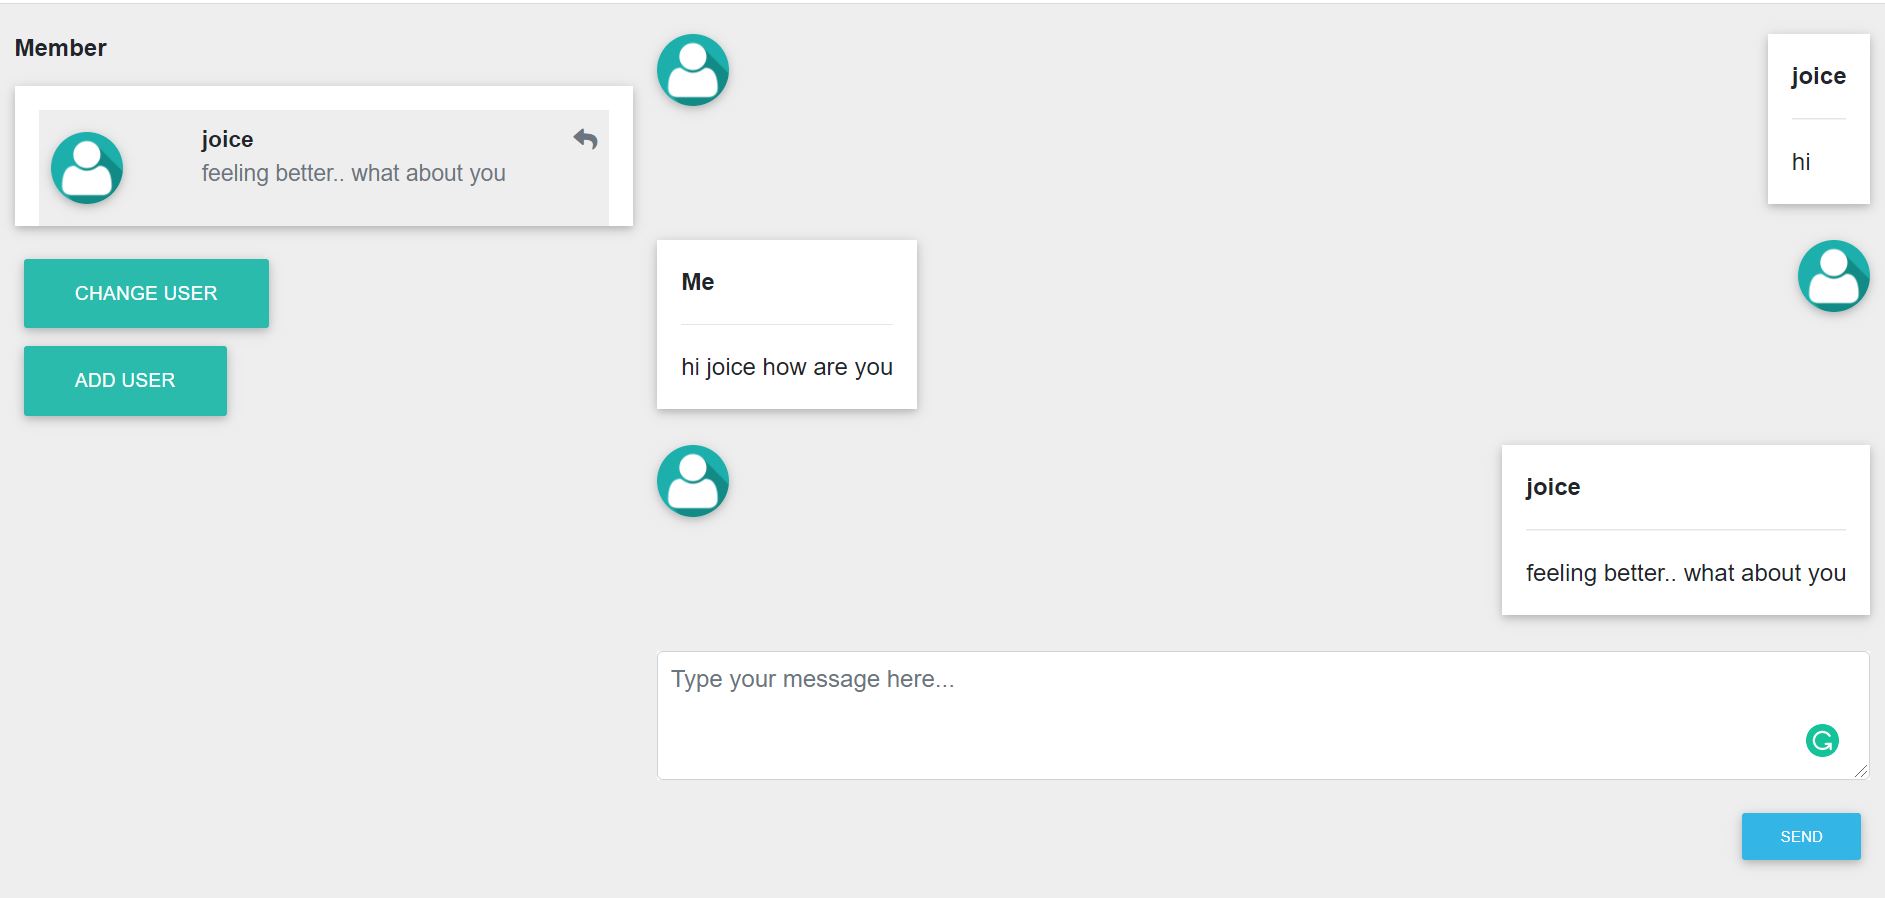 Member
joice
feeling better.. what about you
CHANGE USER
ADD USER
joice
hi
Me
hi joice how are you
joice
feeling better.. what about you
Type your message here...
SEND